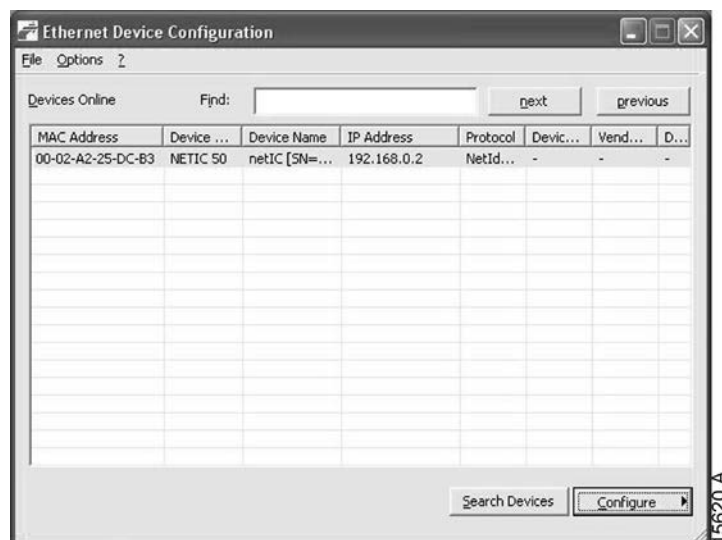 Ethernet Device Configuration
File Options ?
Devices Online Find: next previous
MAC Address Device ... Device Name IP Address Protocol Devic... Vend... D...
00-02-A2-25-DC-B3 NETIC 50 netIC [SN=... 192.168.0.2 NetId... - - -
Search Devices Configure
15620 A